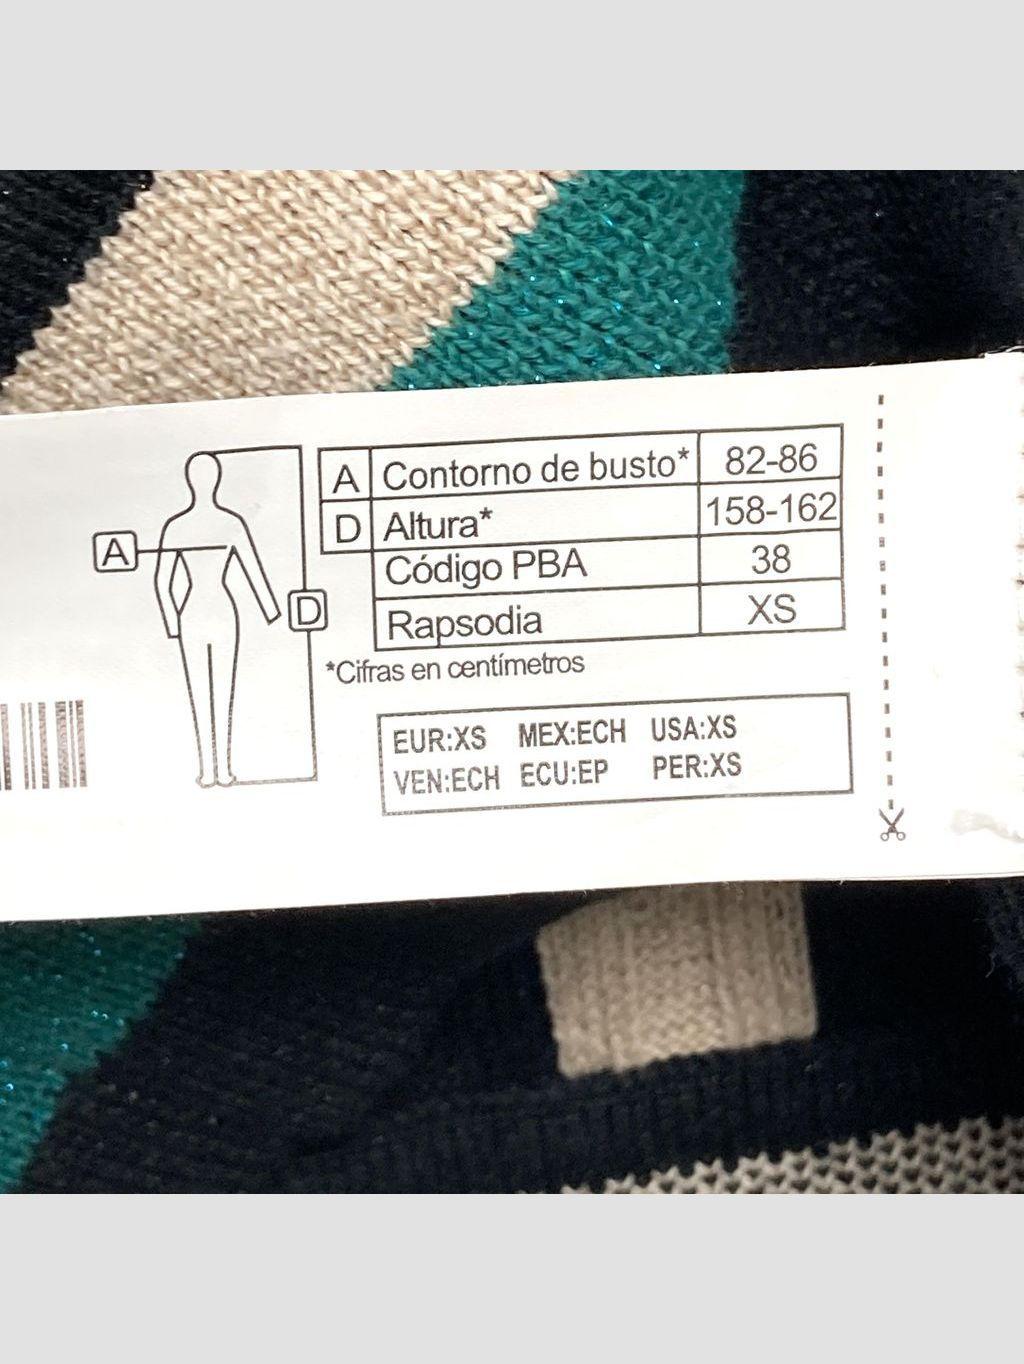 A Contorno de busto* 82-86
D Altura* 158-162
Código PBA 38
Rapsodia XS
*Cifras en centímetros
A
D
EUR:XS MEX:ECH USA:XS
VEN:ECH ECU:EP PER:XS